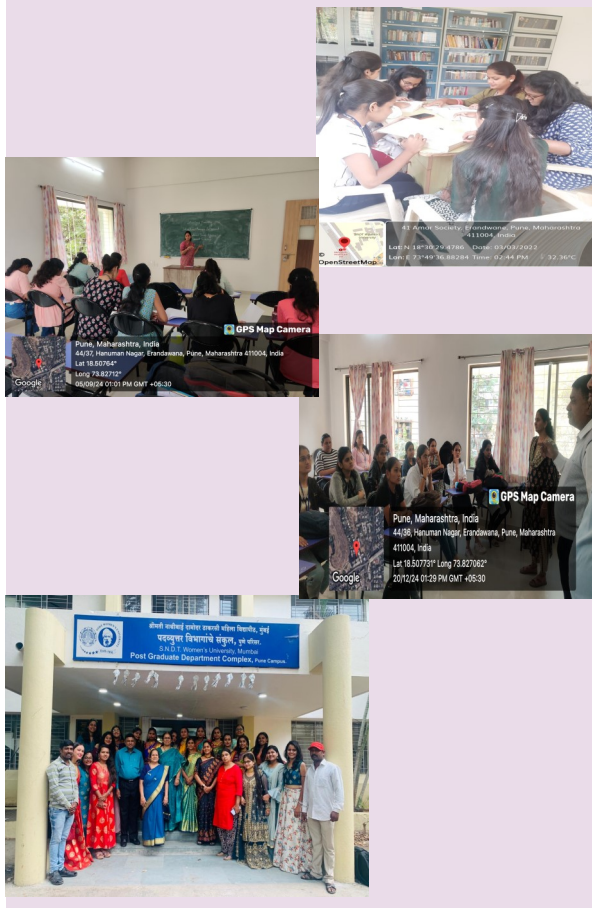 41 Amar Society, Erandwane, Pune, Maharashtra
411004, India
Lat: N 18°30'29.4786 Date: 03/03/2022
Lon: E 73°49'36.88284 Time: 02:44 PM 32.36°C
© OpenStreetMap
GPS Map Camera
Pune, Maharashtra, India
44/37, Hanuman Nagar, Erandawana, Pune, Maharashtra 411004, India
Lat 18.50764°
Long 73.82712°
05/09/24 01:01 PM GMT +05:30
Google
GPS Map Camera
Pune, Maharashtra, India
44/36, Hanuman Nagar, Erandawana, Pune, Maharashtra
411004, India
Lat 18.507731° Long 73.827062°
20/12/24 01:29 PM GMT +05:30
Google
श्रीमती नाथीबाई दामोदर ठाकरसी महिला विद्यापीठ, मुंबई
पदव्युत्तर विभागांचे संकुल, पुणे परिसर.
S.N.D.T. Women's University, Mumbai
Post Graduate Department Complex, Pune Campus.